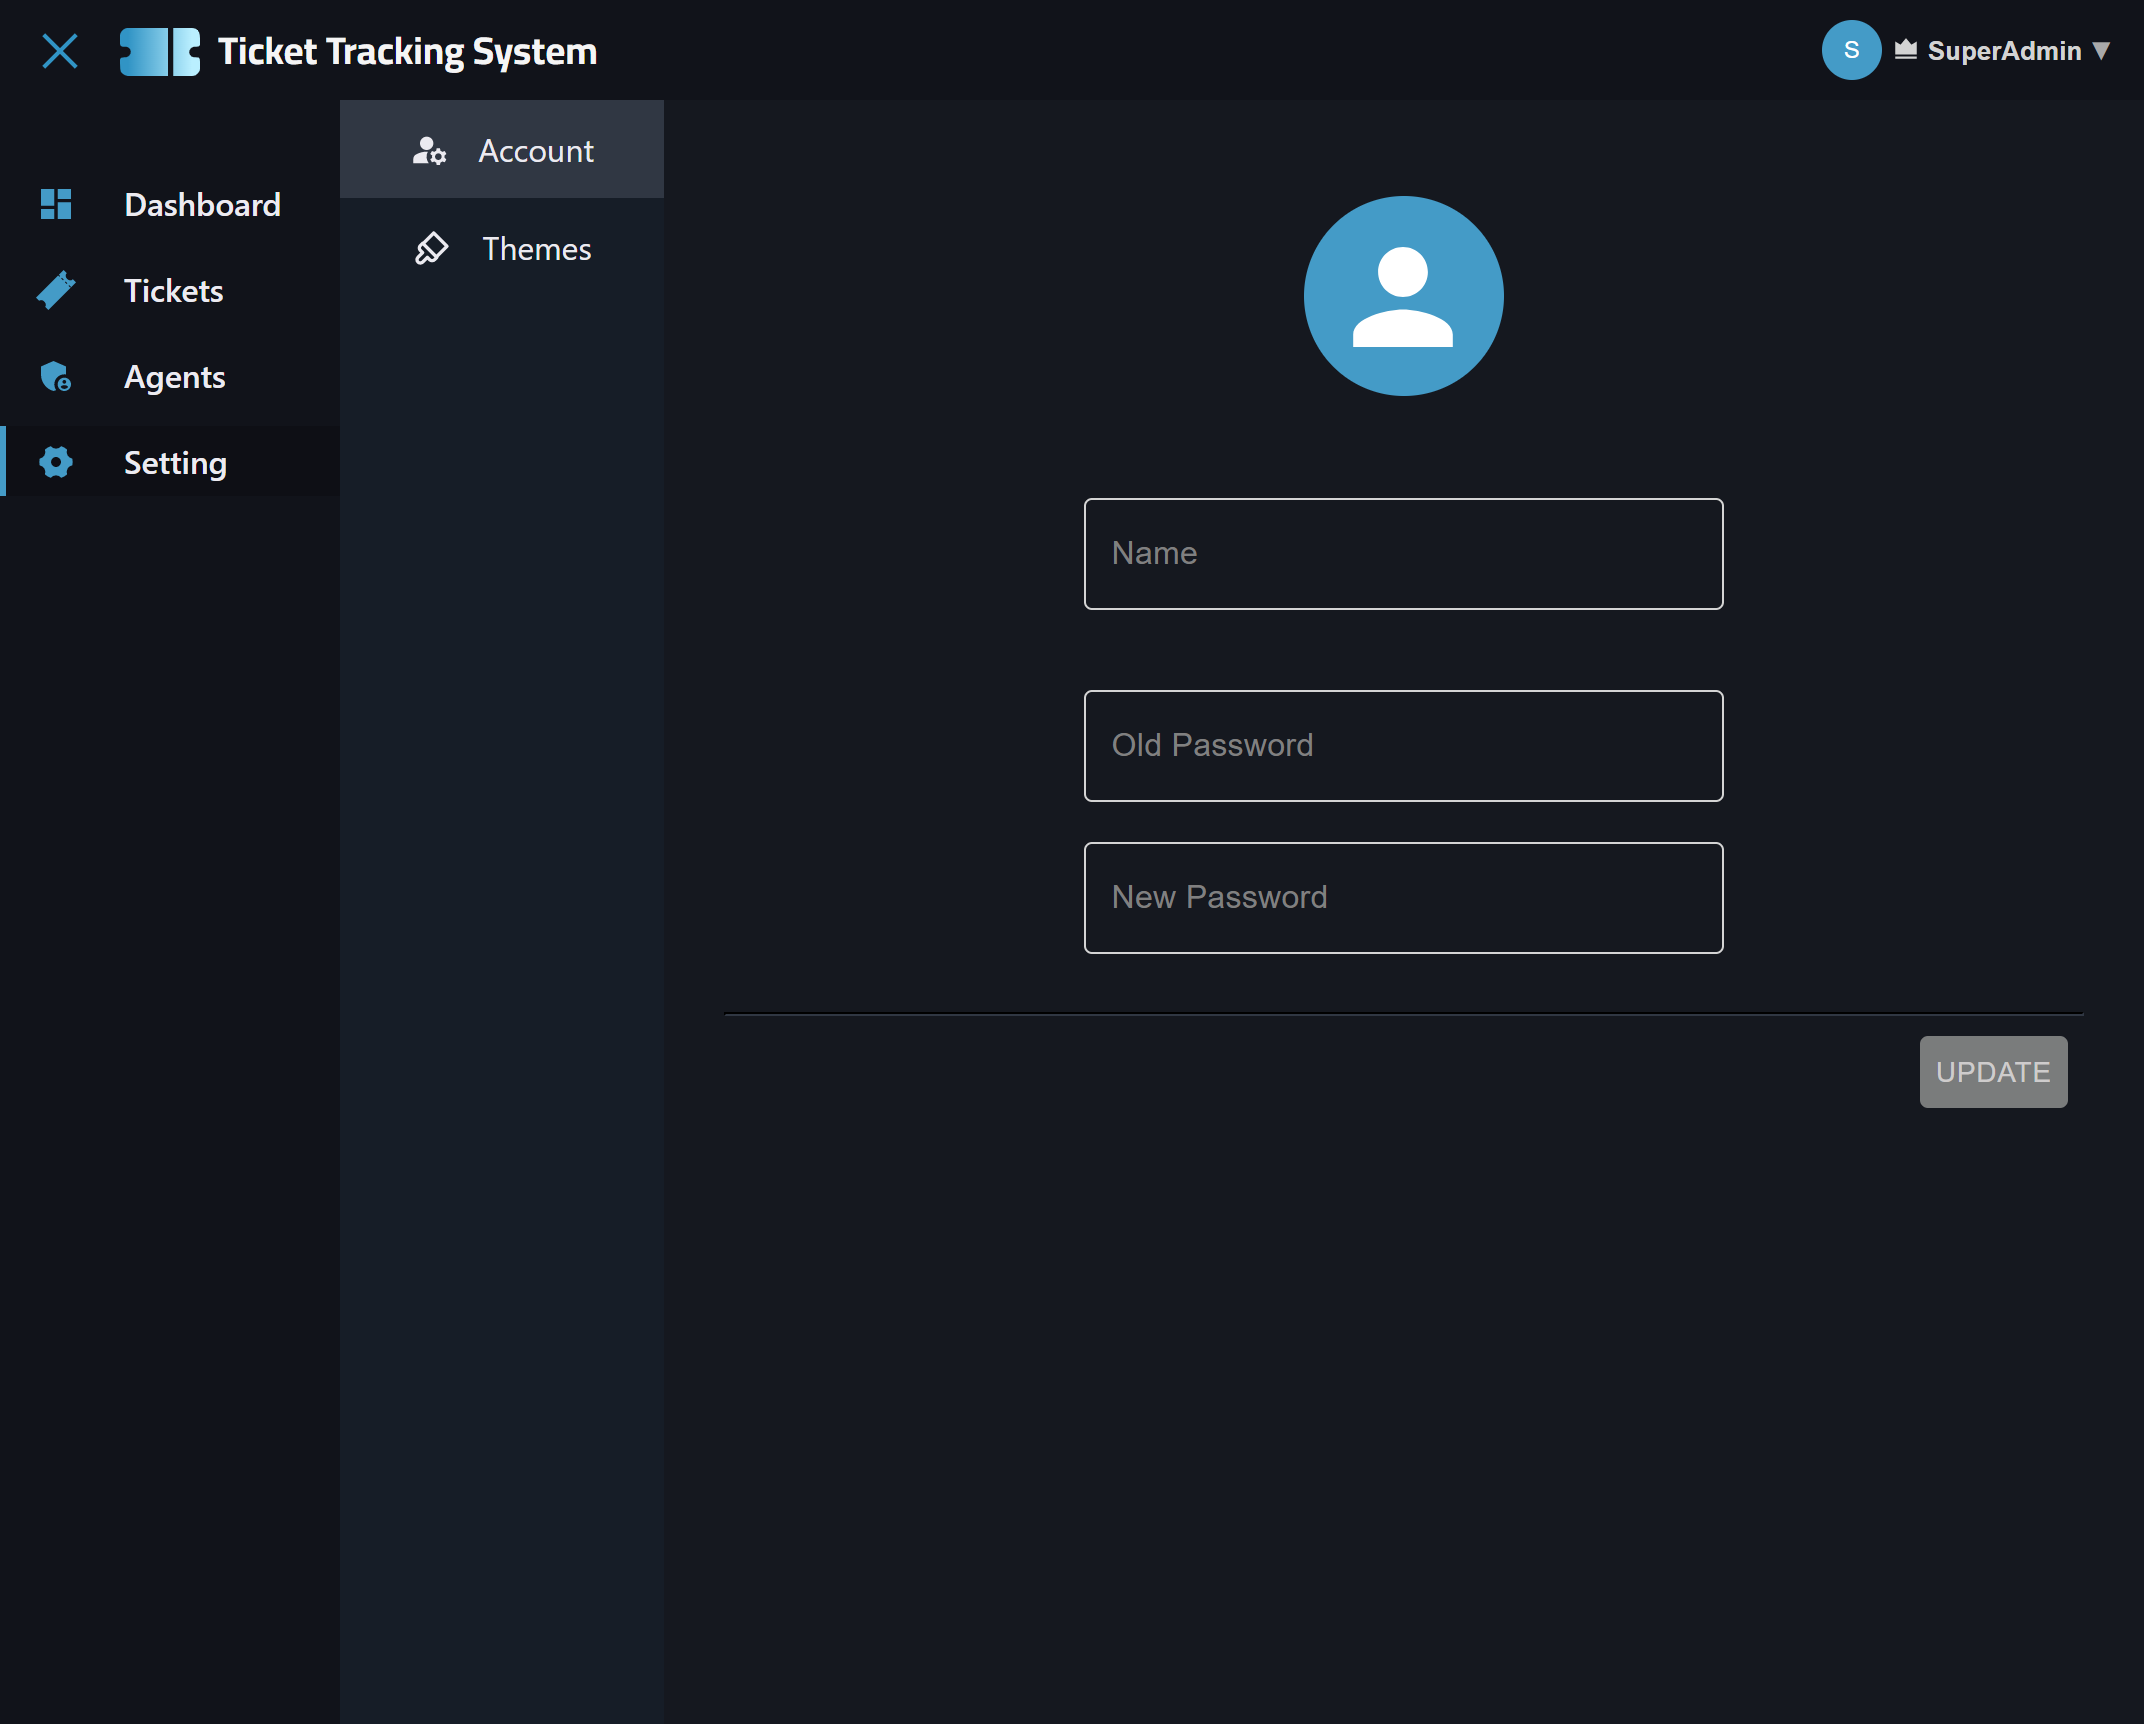 Ticket Tracking System
S SuperAdmin ▼
Dashboard
Tickets
Agents
Setting
Account
Themes
Name
Old Password
New Password
UPDATE